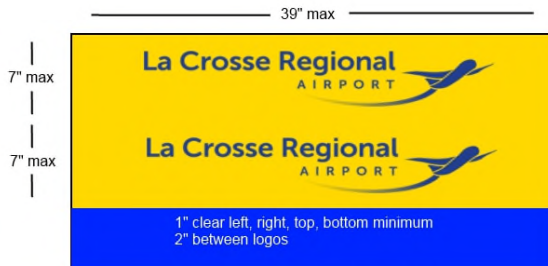 39" max
7" max
La Crosse Regional
AIRPORT
7" max
La Crosse Regional
AIRPORT
1" clear left, right, top, bottom minimum
2" between logos